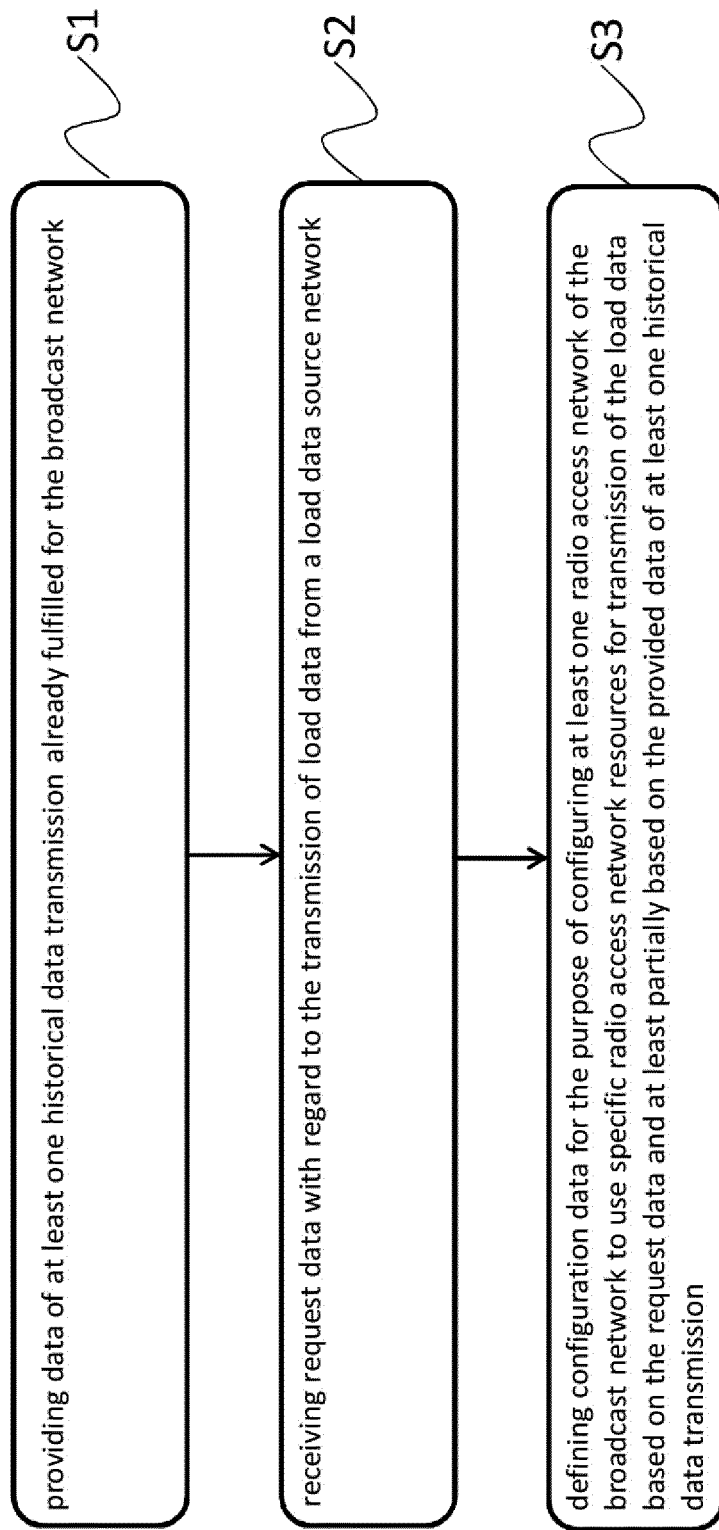 providing data of at least one historical data transmission already fulfilled for the broadcast network
S1
receiving request data with regard to the transmission of load data from a load data source network
S2
defining configuration data for the purpose of configuring at least one radio access network of the
broadcast network to use specific radio access network resources for transmission of the load data
based on the request data and at least partially based on the provided data of at least one historical
data transmission
S3